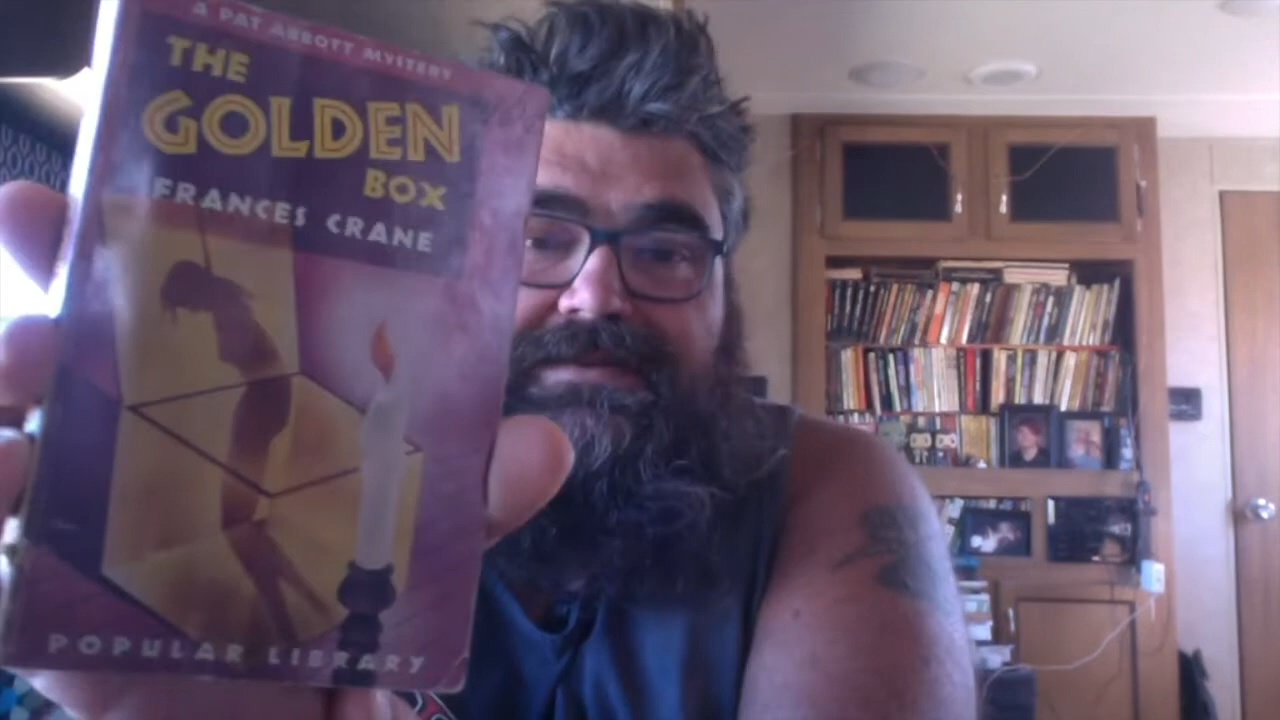 A PAT ABBOTT MYSTERY
THE
GOLDEN
BOX
FRANCES CRANE
POPULAR LIBRARY